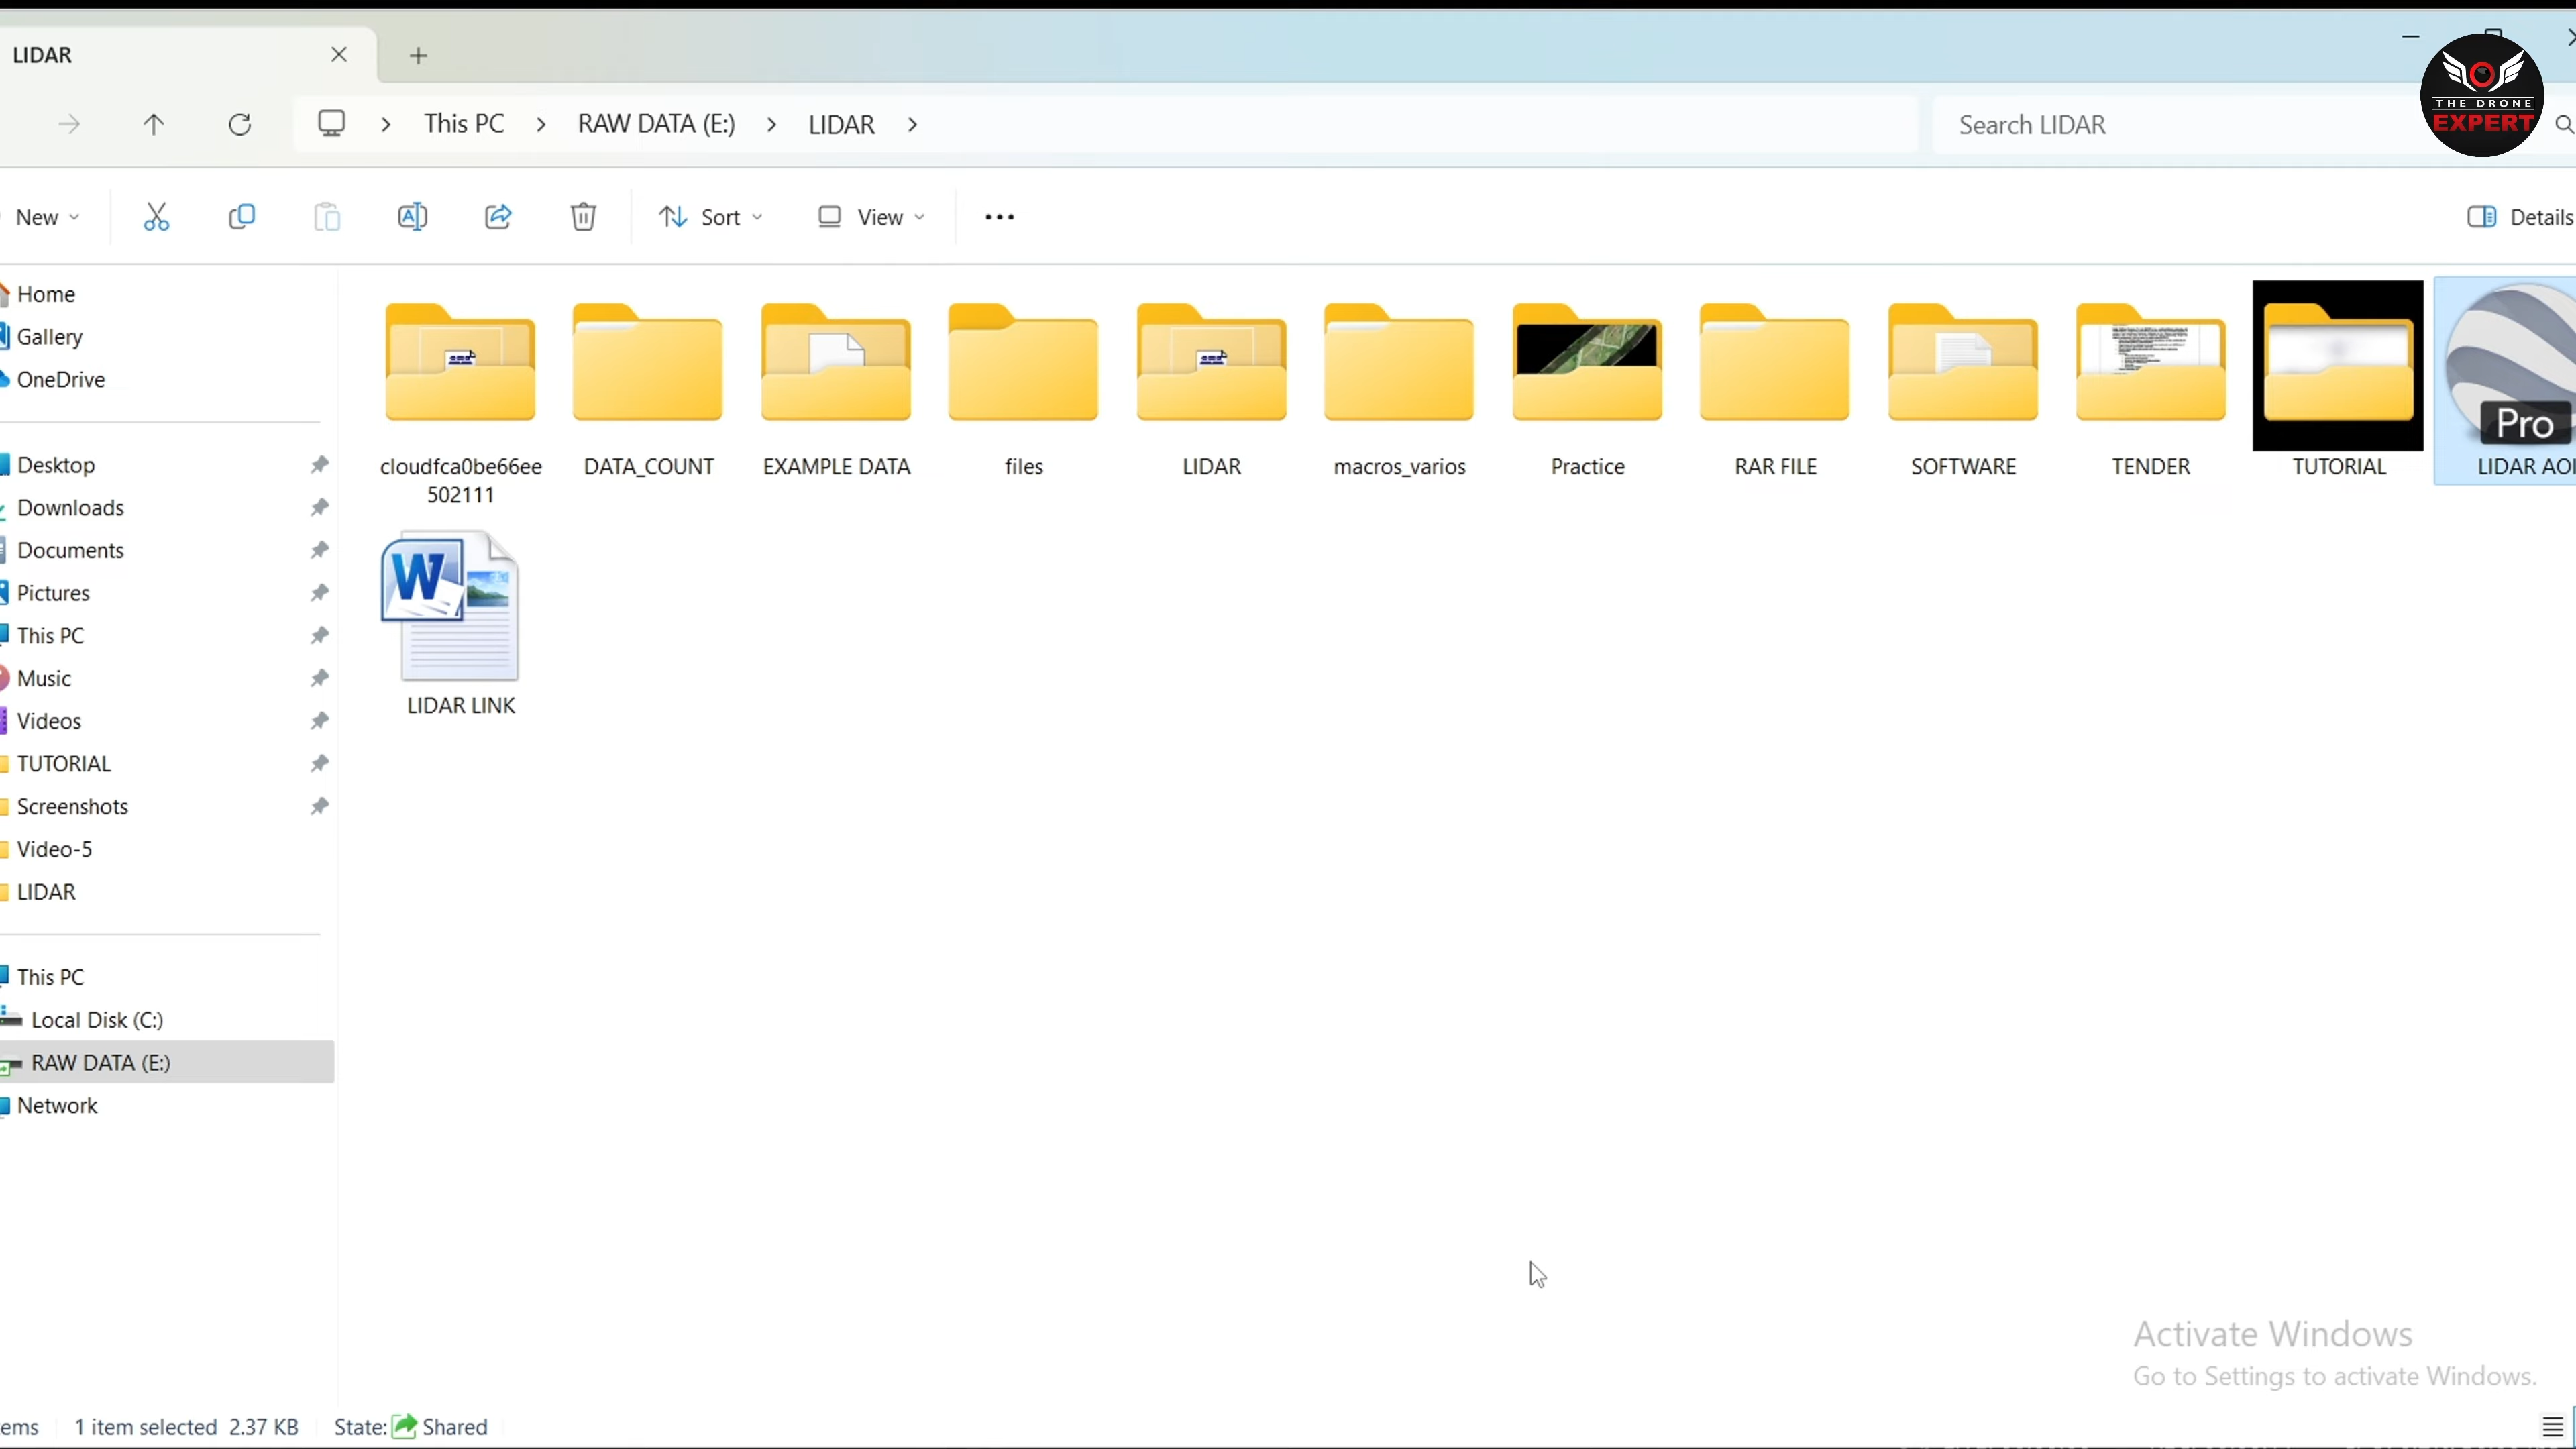 LIDAR
THE DRONE
EXPERT
This PC
RAW DATA (E:)
LIDAR
Search LIDAR
New
Sort
View
Details
Home
Gallery
OneDrive
Desktop
Downloads
Documents
Pictures
This PC
Music
Videos
TUTORIAL
Screenshots
Video-5
LIDAR
This PC
Local Disk (C:)
RAW DATA (E:)
Network
cloudfca0be66ee
502111
DATA_COUNT
EXAMPLE DATA
files
LIDAR
macros_varios
Practice
RAR FILE
SOFTWARE
TENDER
TUTORIAL
Pro
LIDAR AOI
W
LIDAR LINK
Activate Windows
Go to Settings to activate Windows.
ems
1 item selected 2.37 KB
State: Shared